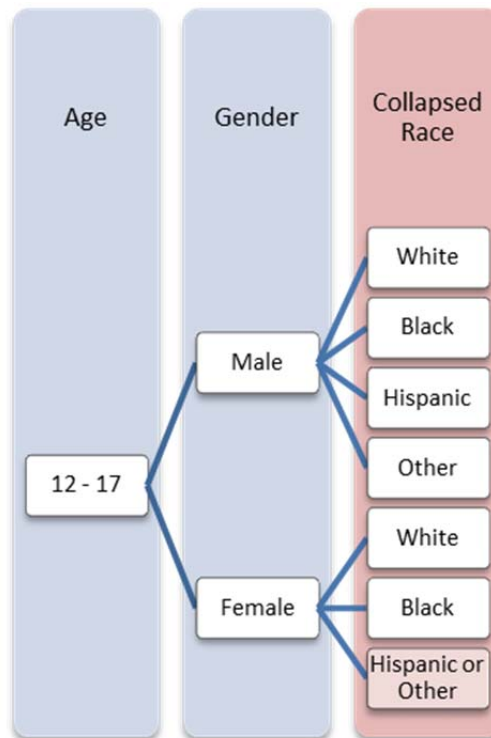 Age
Gender
Collapsed
Race
White
Black
Male
Hispanic
Other
12 - 17
White
Female
Black
Hispanic or
Other